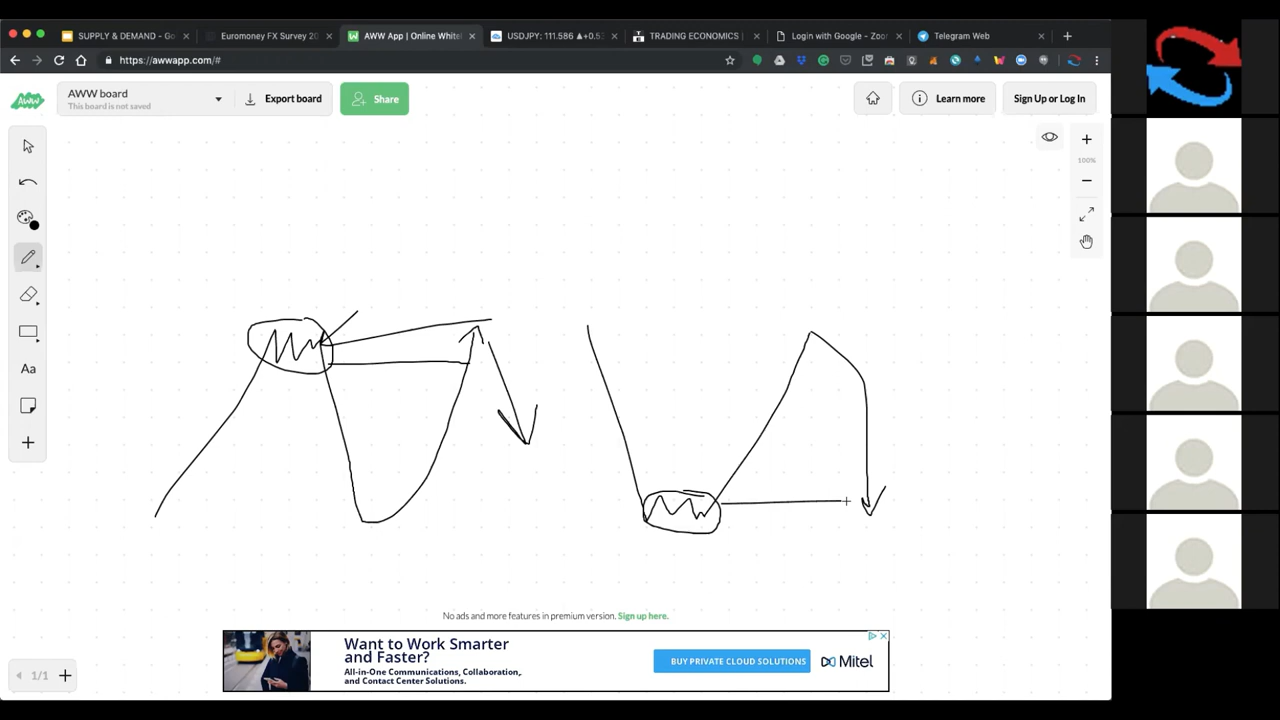 SUPPLY & DEMAND - Go
Euromoney FX Survey 20
AWW App | Online White
USDJPY: 111.586 ▲+0.5
TRADING ECONOMICS |
Login with Google - Zoo
Telegram Web
https://awwapp.com/#
AWW
AWW board
This board is not saved
Export board
Share
Learn more
Sign Up or Log In
100%
Aa
No ads and more features in premium version. Sign up here.
Want to Work Smarter
and Faster?
All-in-One Communications, Collaboration,
and Contact Center Solutions.
BUY PRIVATE CLOUD SOLUTIONS
Mitel
1/1